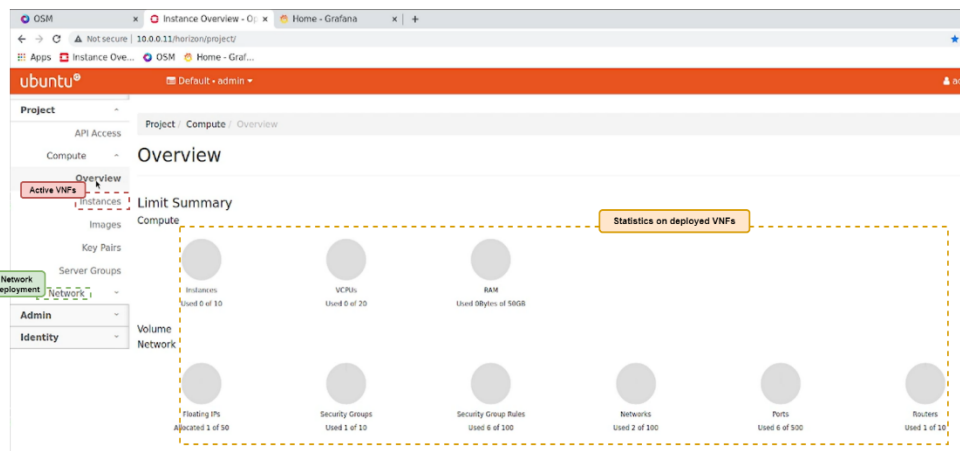 OSM
Instance Overview - Op
Home - Grafana
Not secure | 10.0.0.11/horizon/project/
Apps
Instance Ove...
OSM
Home - Graf...
ubuntu®
Default • admin
Project
API Access
Compute
Overview
Active VNFs
Instances
Images
Key Pairs
Server Groups
Network
Network
Admin
Identity
Project / Compute / Overview
Overview
Limit Summary
Compute
Statistics on deployed VNFs
Instances
Used 0 of 10
VCPUs
Used 0 of 20
RAM
Used 0Bytes of 50GB
Volume
Network
Floating IPs
Allocated 1 of 50
Security Groups
Used 1 of 10
Security Group Rules
Used 6 of 100
Networks
Used 2 of 100
Ports
Used 6 of 500
Routers
Used 1 of 10